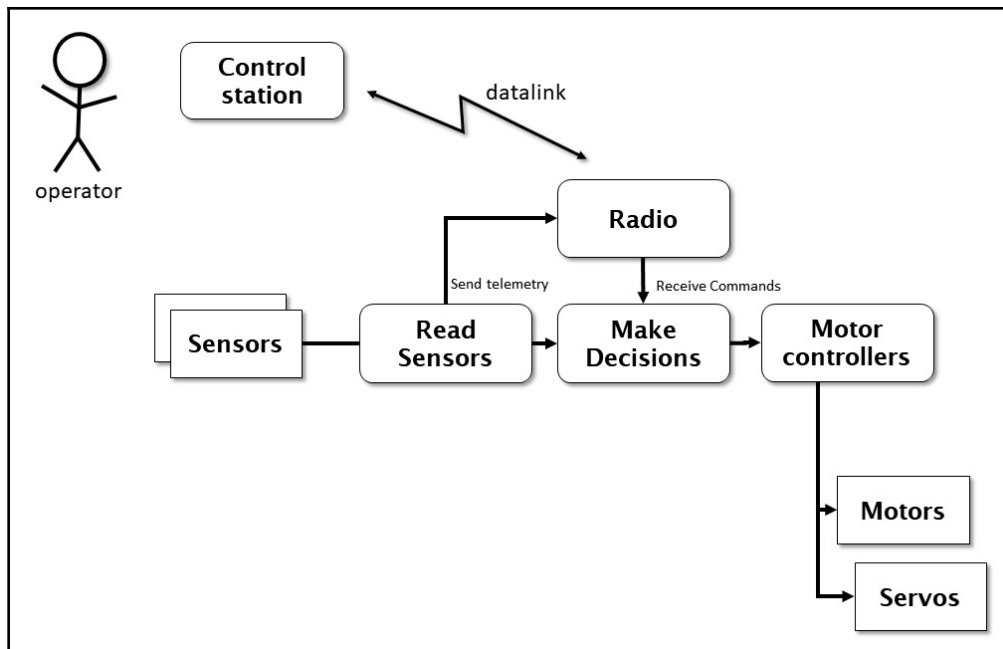 Control
station
datalink
operator
Radio
Send telemetry
Receive Commands
Sensors
Read
Sensors
Make
Decisions
Motor
controllers
Motors
Servos